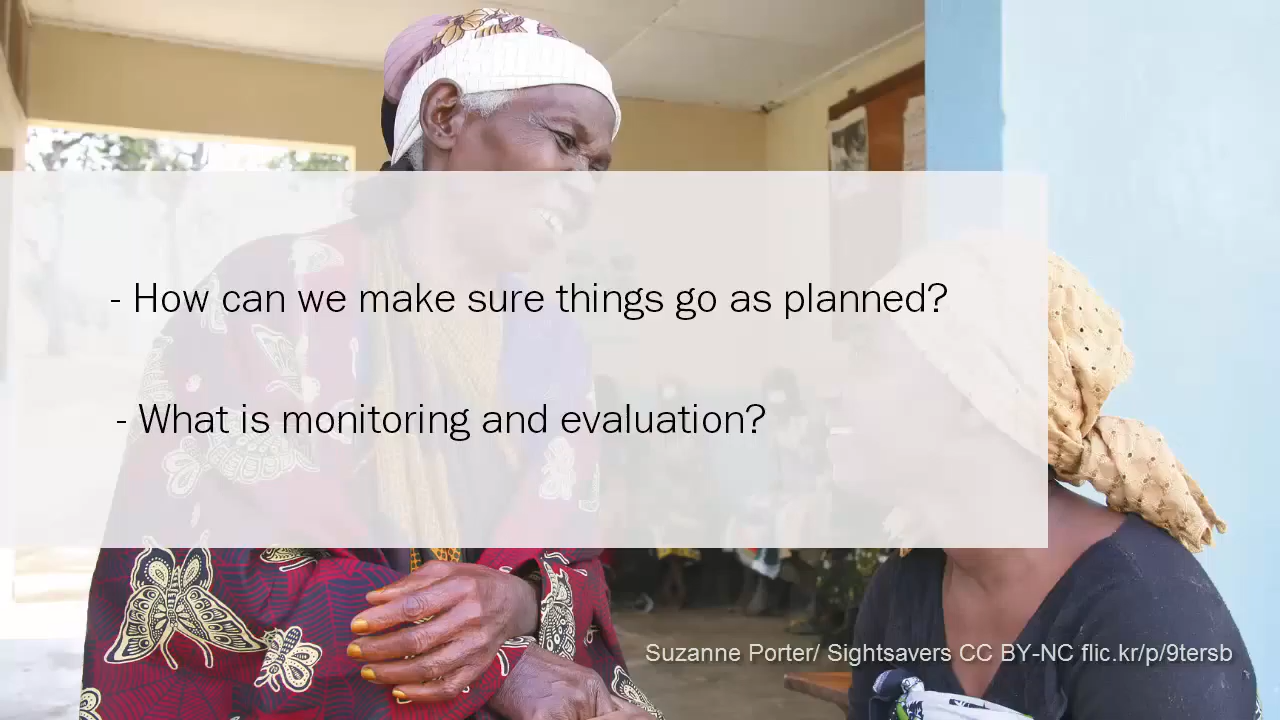 - How can we make sure things go as planned?
- What is monitoring and evaluation?
Suzanne Porter/ Sightsavers CC BY-NC flic.kr/p/9tersb